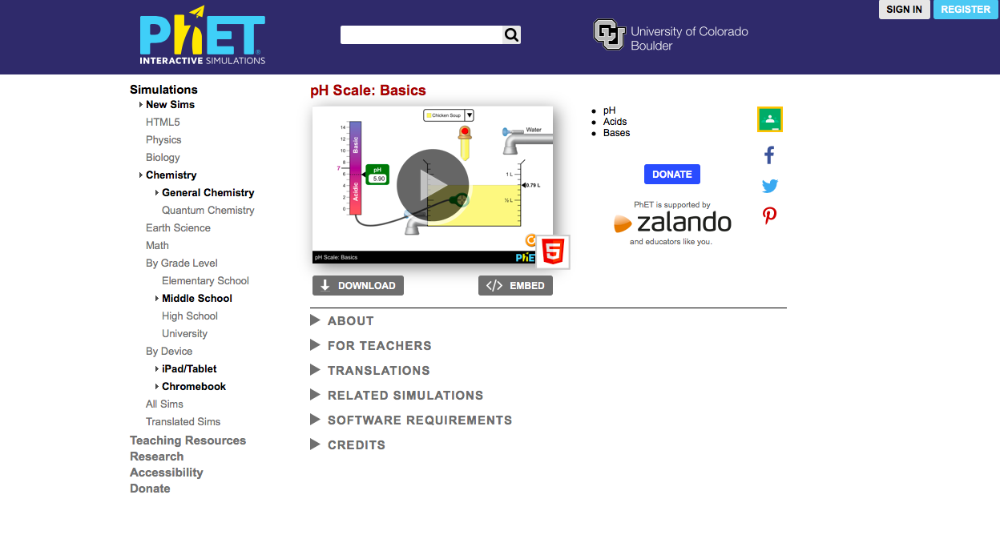 SIGN IN
REGISTER
PhET
INTERACTIVE SIMULATIONS
CU
University of Colorado
Boulder
Simulations
New Sims
HTML5
Physics
Biology
Chemistry
General Chemistry
Quantum Chemistry
Earth Science
Math
By Grade Level
Elementary School
Middle School
High School
University
By Device
iPad/Tablet
Chromebook
All Sims
Translated Sims
Teaching Resources
Research
Accessibility
Donate
pH Scale: Basics
Chicken Soup
Water
14
12
10
8
7
6
4
2
0
Basic
Acidic
pH
5.90
1 L
0.79 L
½ L
pH Scale: Basics
PhET
5
DOWNLOAD
</> EMBED
pH
Acids
Bases
DONATE
PhET is supported by
zalando
and educators like you.
ABOUT
FOR TEACHERS
TRANSLATIONS
RELATED SIMULATIONS
SOFTWARE REQUIREMENTS
CREDITS